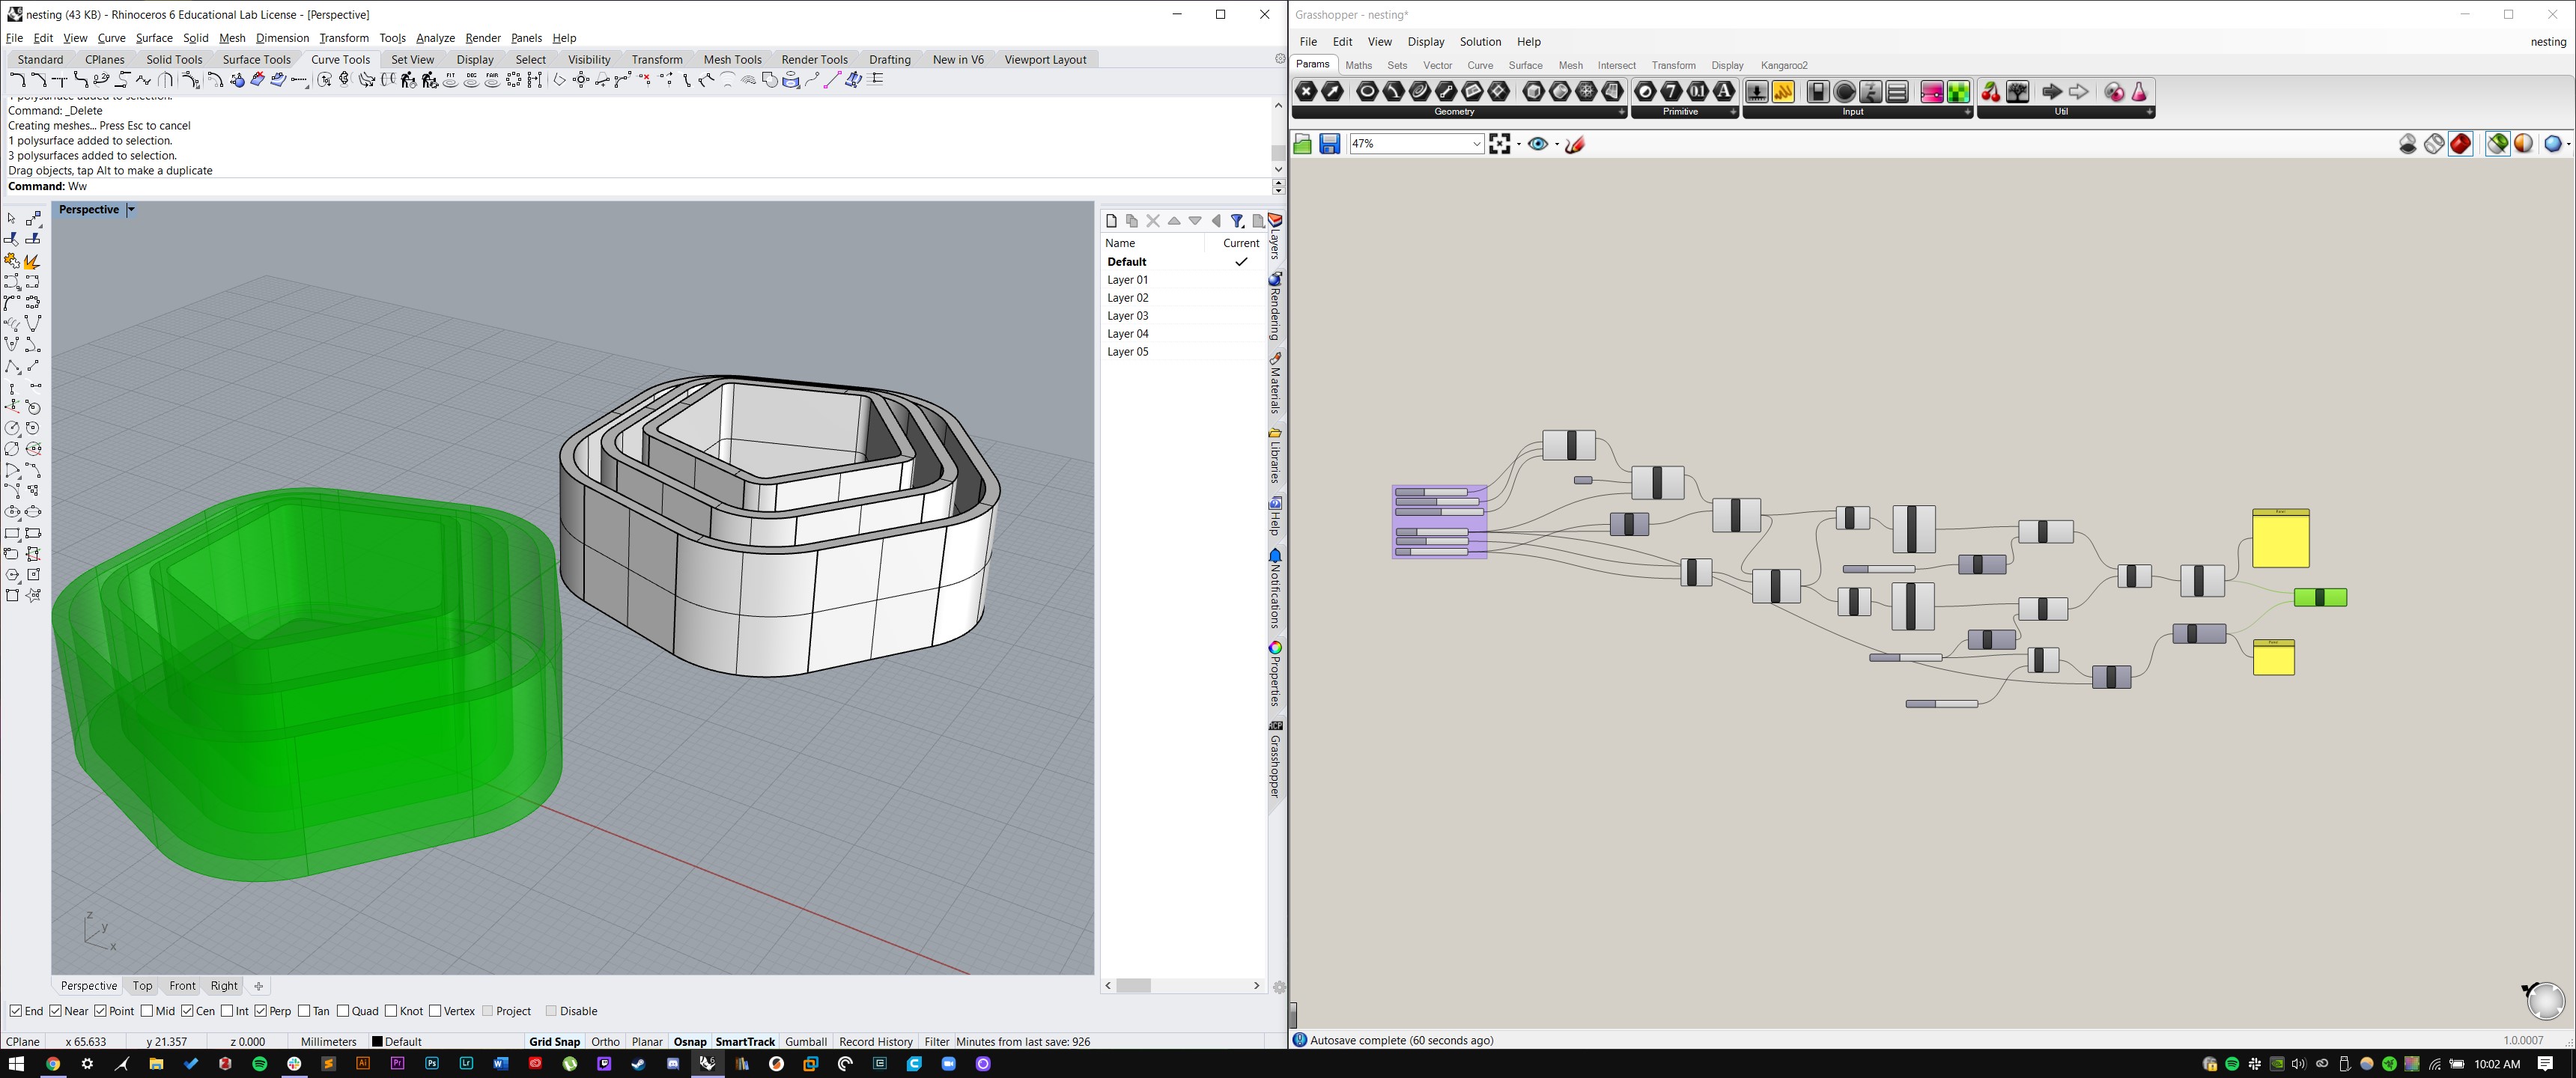 nesting (43 KB) - Rhinoceros 6 Educational Lab License - [Perspective]
File Edit View Curve Surface Solid Mesh Dimension Transform Tools Analyze Render Panels Help
Standard CPlanes Solid Tools Surface Tools Curve Tools Set View Display Select Visibility Transform Mesh Tools Render Tools Drafting New in V6 Viewport Layout
1 polysurface added to selection.
Command: _Delete
Creating meshes... Press Esc to cancel
1 polysurface added to selection.
3 polysurfaces added to selection.
Drag objects, tap Alt to make a duplicate
Command: Ww
Perspective
z
y
x
Name Current
Default
Layer 01
Layer 02
Layer 03
Layer 04
Layer 05
Layers
Rendering
Materials
Libraries
Help
Notifications
Properties
Grasshopper
Perspective Top Front Right
End Near Point Mid Cen Int Perp Tan Quad Knot Vertex Project Disable
CPlane x 65.633 y 21.357 z 0.000 Millimeters Default Grid Snap Ortho Planar Osnap SmartTrack Gumball Record History Filter Minutes from last save: 926
Grasshopper - nesting*
File Edit View Display Solution Help nesting
Params Maths Sets Vector Curve Surface Mesh Intersect Transform Display Kangaroo2
Geometry Primitive Input Util
47%
Autosave complete (60 seconds ago) 1.0.0007
10:02 AM